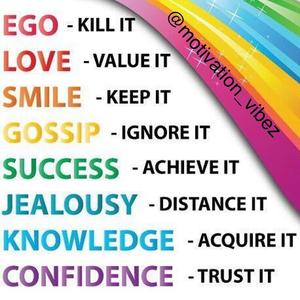 EGO - KILL IT
LOVE - VALUE IT
SMILE - KEEP IT
GOSSIP - IGNORE IT
SUCCESS - ACHIEVE IT
JEALOUSY - DISTANCE IT
KNOWLEDGE - ACQUIRE IT
CONFIDENCE - TRUST IT
@motivation_vibez